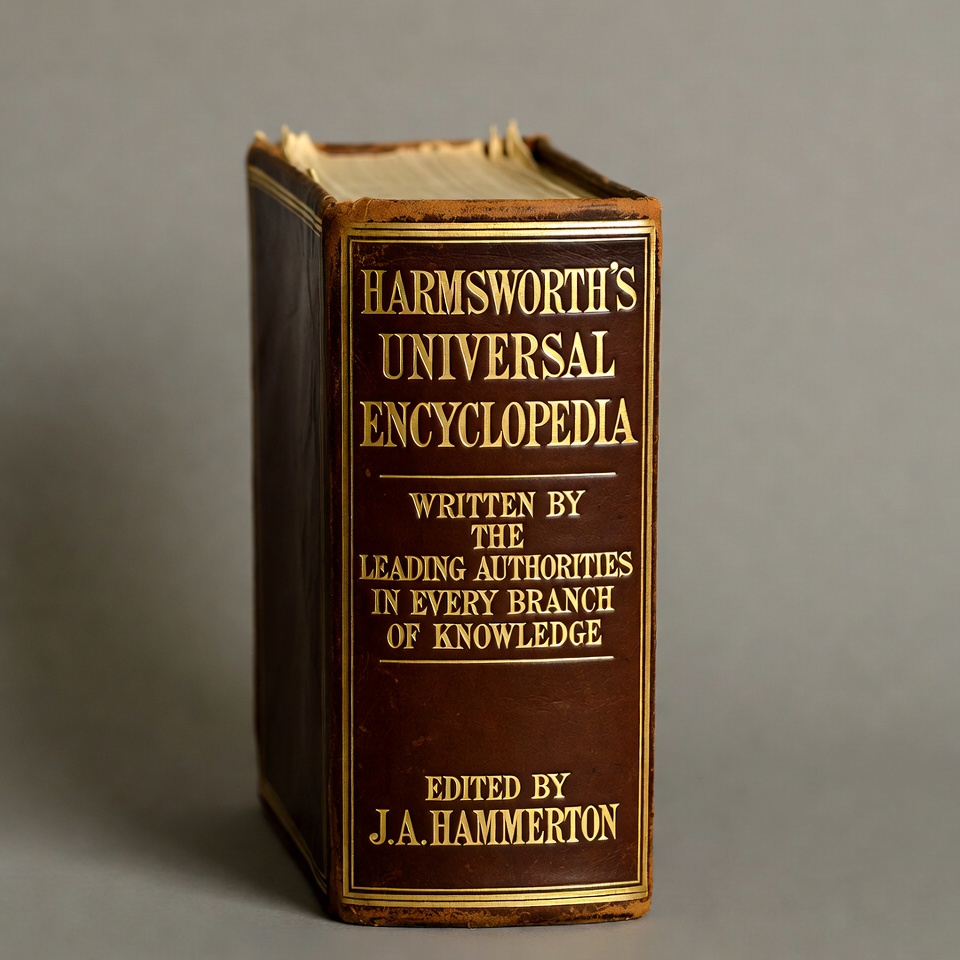 HARMSWORTH'S
UNIVERSAL
ENCYCLOPEDIA
WRITTEN BY
THE
LEADING AUTHORITIES
IN EVERY BRANCH
OF KNOWLEDGE
EDITED BY
J.A.HAMMERTON